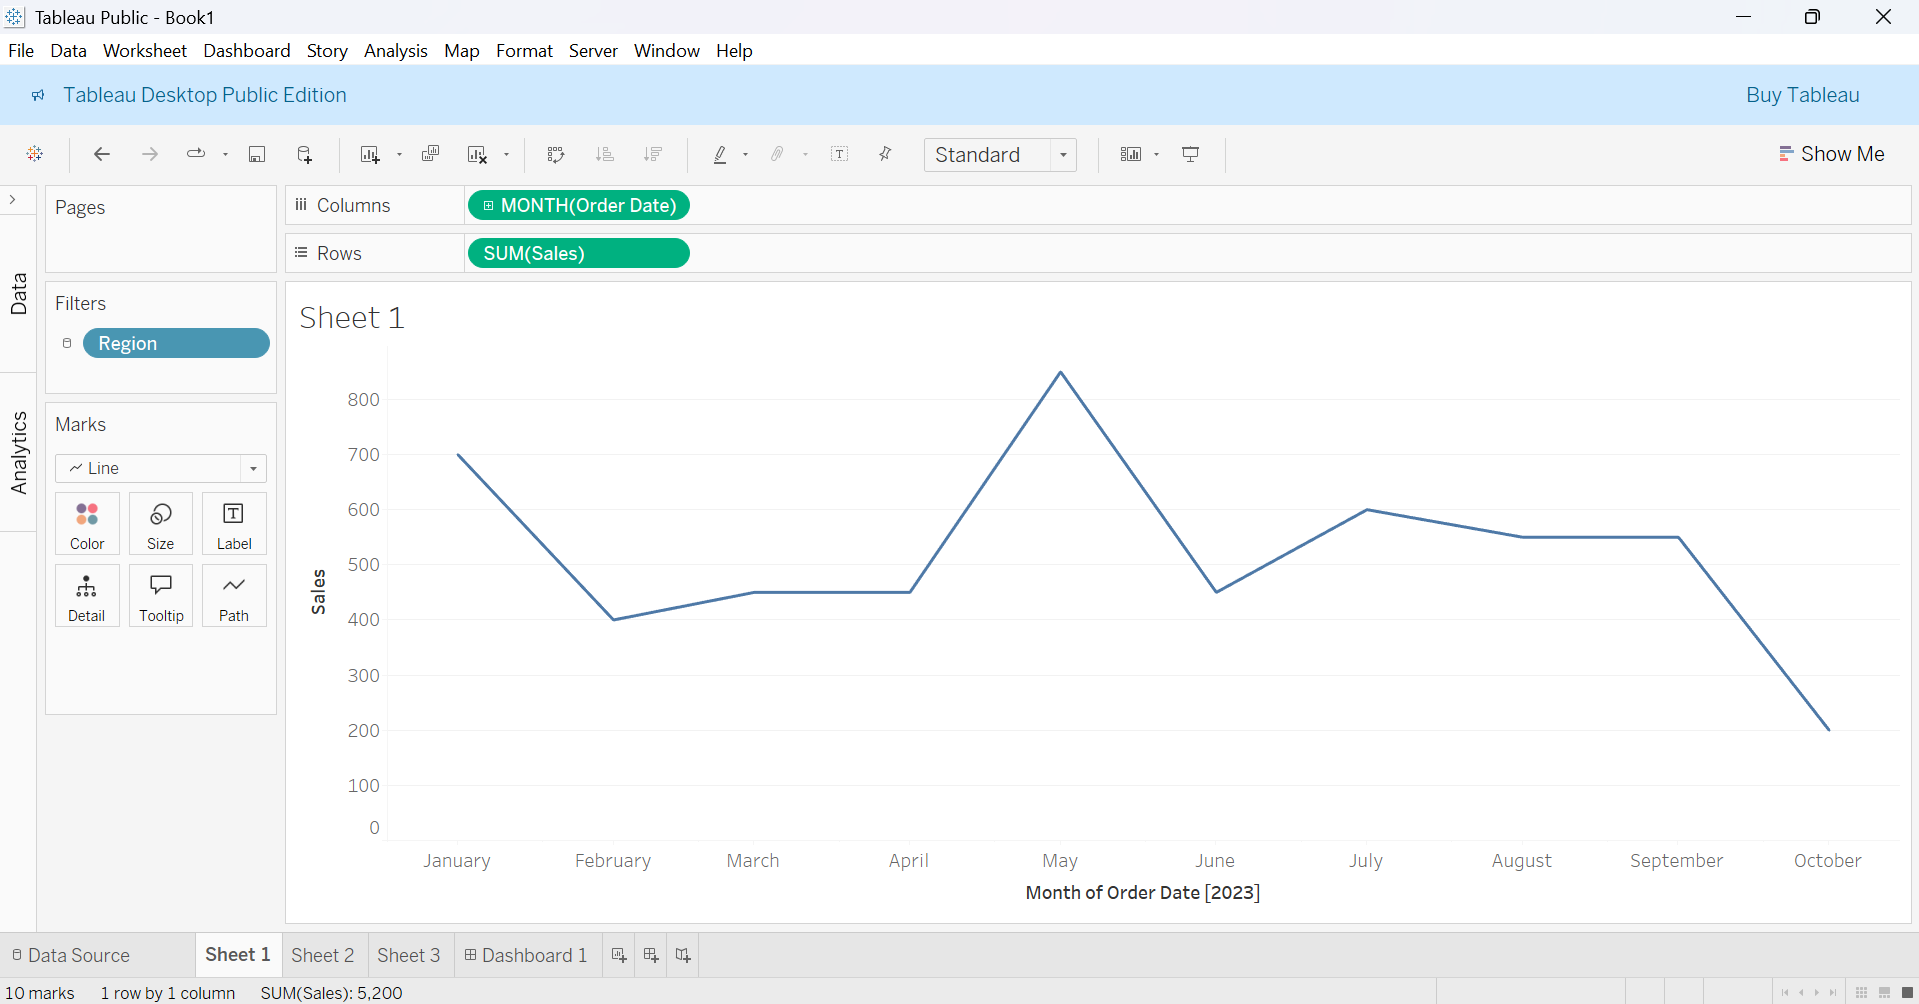 Tableau Public - Book1
File Data Worksheet Dashboard Story Analysis Map Format Server Window Help
Tableau Desktop Public Edition
Buy Tableau
Standard
Show Me
Pages
Columns
MONTH(Order Date)
Rows
SUM(Sales)
Data
Analytics
Filters
Region
Marks
Line
Color Size Label
Detail Tooltip Path
Sheet 1
800
700
600
500
400
300
200
100
0
Sales
January February March April May June July August September October
Month of Order Date [2023]
Data Source Sheet 1 Sheet 2 Sheet 3 Dashboard 1
10 marks 1 row by 1 column SUM(Sales): 5,200